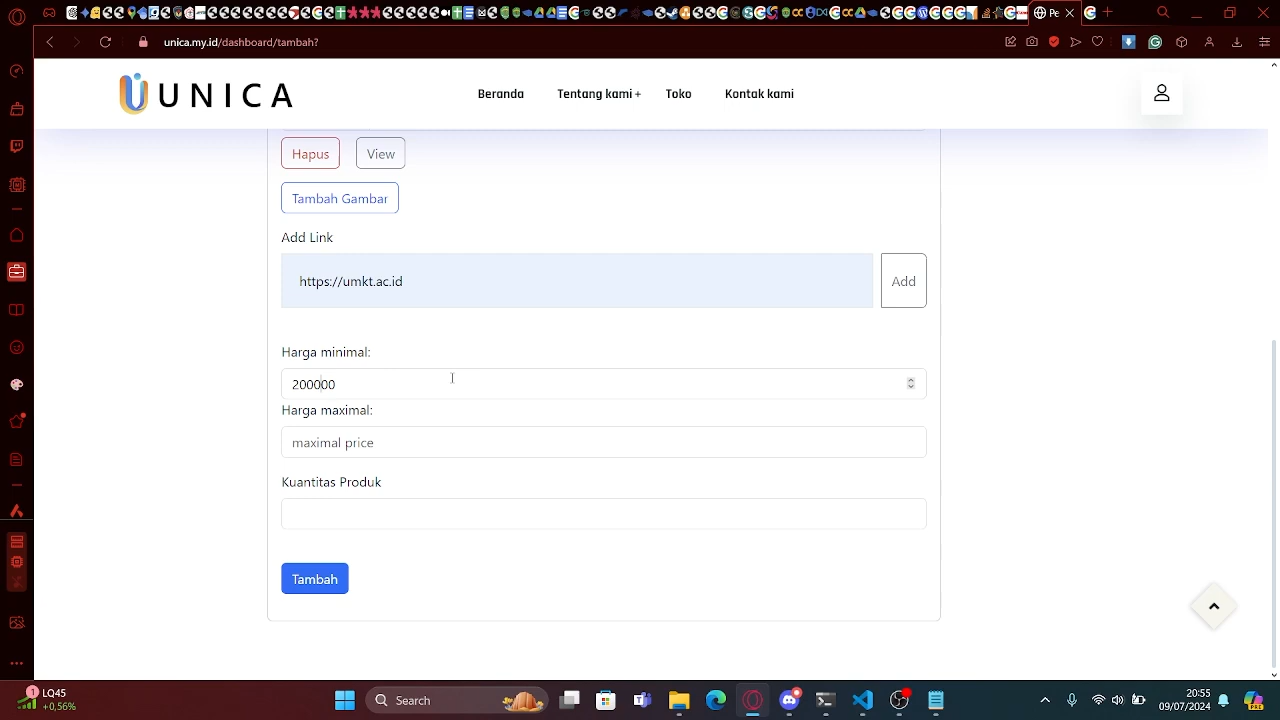 Pe
unica.my.id/dashboard/tambah?
UNICA
Beranda
Tentang kami +
Toko
Kontak kami
Hapus
View
Tambah Gambar
Add Link
https://umkt.ac.id
Add
Harga minimal:
200000
Harga maximal:
maximal price
Kuantitas Produk
Tambah
1
LQ45
+0,56%
Search
20:55
09/07/2024